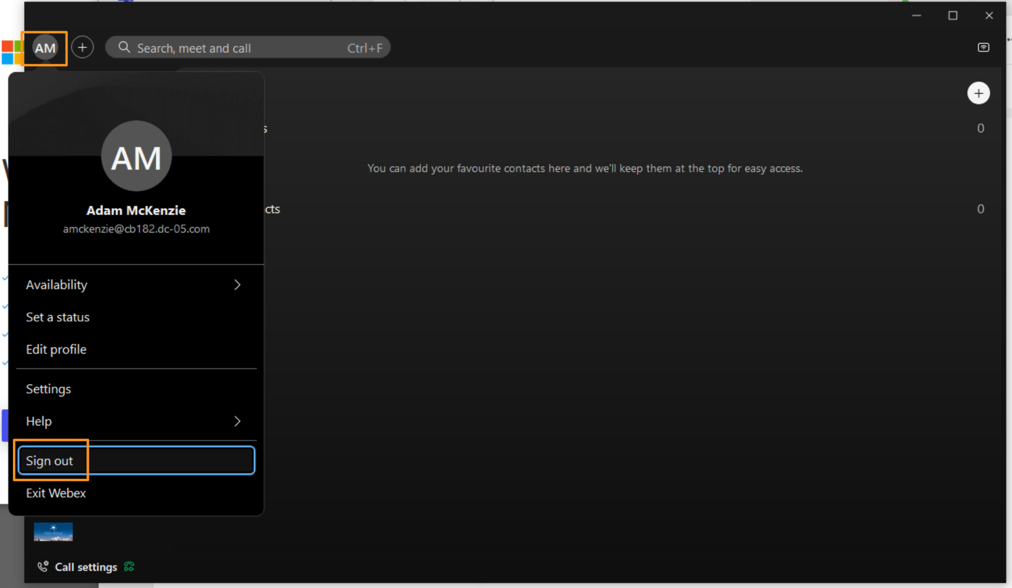 AM
Search, meet and call
Ctrl+F
AM
Adam McKenzie
amckenzie@cb182.dc-05.com
0
You can add your favourite contacts here and we'll keep them at the top for easy access.
cts
0
Availability
Set a status
Edit profile
Settings
Help
Sign out
Exit Webex
Call settings